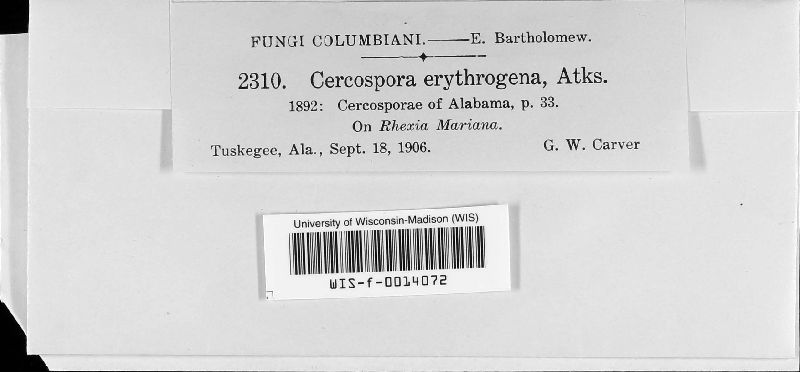 FUNGI COLUMBIANI.——E. Bartholomew.
2310. Cercospora erythrogena, Atks.
1892: Cercosporae of Alabama, p. 33.
On Rhexia Mariana.
Tuskegee, Ala., Sept. 18, 1906. G. W. Carver
University of Wisconsin-Madison (WIS)
WIS-f-0014072